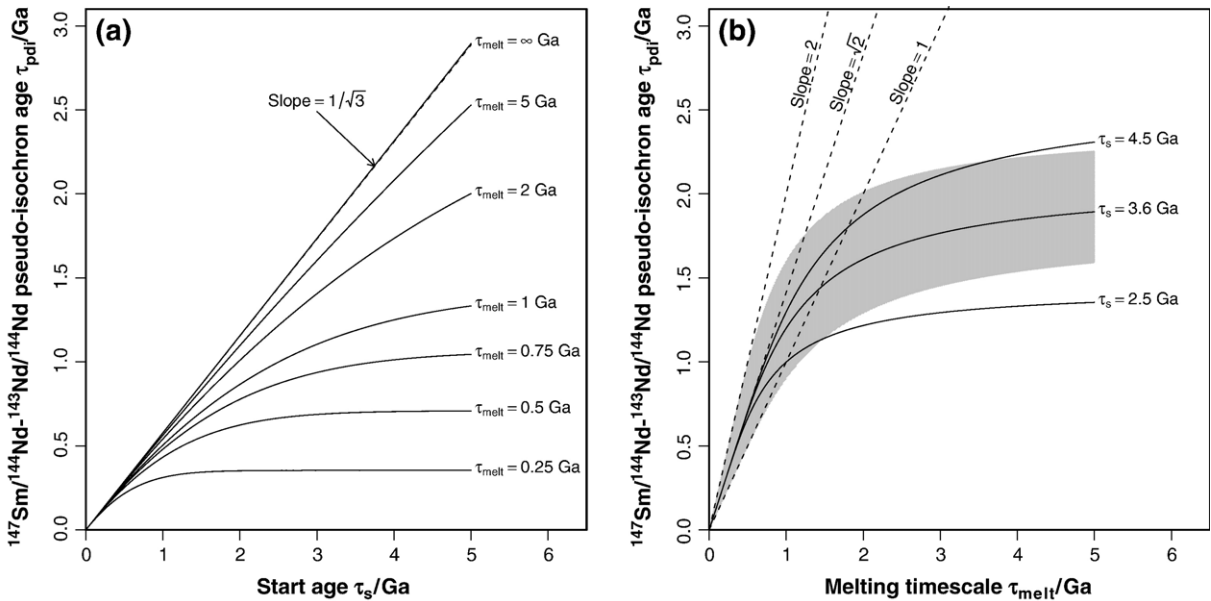 (a)
¹⁴⁷Sm/¹⁴⁴Nd-¹⁴³Nd/¹⁴⁴Nd pseudo-isochron age τpdi/Ga
3.0
2.5
2.0
1.5
1.0
0.5
0.0
τmelt = ∞ Ga
Slope = 1/√3
τmelt = 5 Ga
τmelt = 2 Ga
τmelt = 1 Ga
τmelt = 0.75 Ga
τmelt = 0.5 Ga
τmelt = 0.25 Ga
0 1 2 3 4 5 6
Start age τs/Ga
(b)
¹⁴⁷Sm/¹⁴⁴Nd-¹⁴³Nd/¹⁴⁴Nd pseudo-isochron age τpdi/Ga
3.0
2.5
2.0
1.5
1.0
0.5
0.0
Slope = 2
Slope = √2
Slope = 1
τs = 4.5 Ga
τs = 3.6 Ga
τs = 2.5 Ga
0 1 2 3 4 5 6
Melting timescale τmelt/Ga